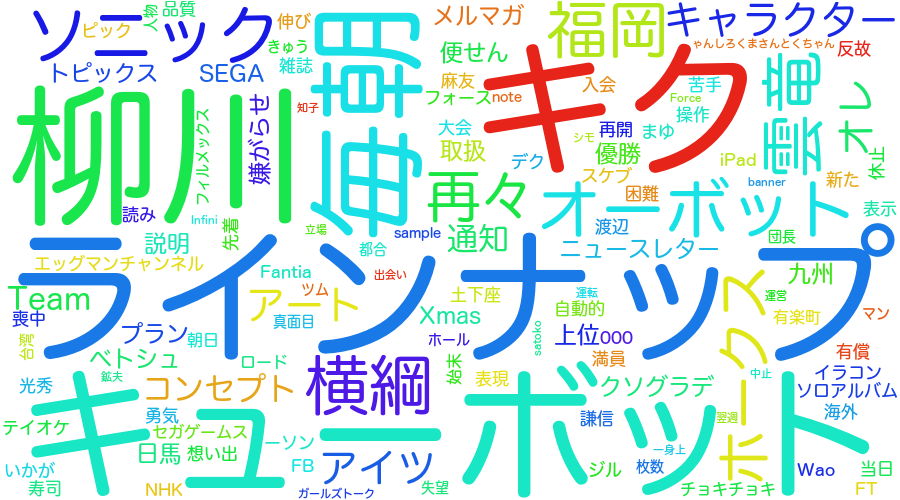 人物
品質
ピック
ソニック
伸び
きゅう
雑誌
トピックス
SEGA
知子
毎朝
メルマガ
便せん
麻友
フォース
note
大会
取扱
福岡
キャラクター
ゃんしろくまさんとくちゃん
反故
キク
入会
苦手
Force
操作
シモ
再開
まゆ
優勝
デク
スケブ
iPad
困難
banner
雲竜
オレ
休止
新た
表示
柳川
フィルメックス
嫌がらせ
読み
Infini
先着
立場
説明
エッグマンチャンネル
再々
オーボット
渡辺
団長
sample
通知
都合
ニュースレター
ラインナップ
Fantia
出会い
Team
喪中
台湾
プラン
朝日
アート
ツム
真面目
土下座
Xmas
自動的
運転
ホール
satoko
上位
ooo
満員
九州
運営
有楽町
マン
ホークス
有償
ベトシュ
ロード
鉱夫
光秀
コンセプト
横綱
始末
表現
クソグラデ
中止
イラコン
ソロアルバム
海外
キューボット
テイオケ
勇気
セガゲームス
日馬
想い出
ーソン
FB
アイツ
謙信
翌週
一身上
ジル
枚数
Wao
当日
いかが
寿司
NHK
ガールズトーク
失望
チョキチョキ
FT